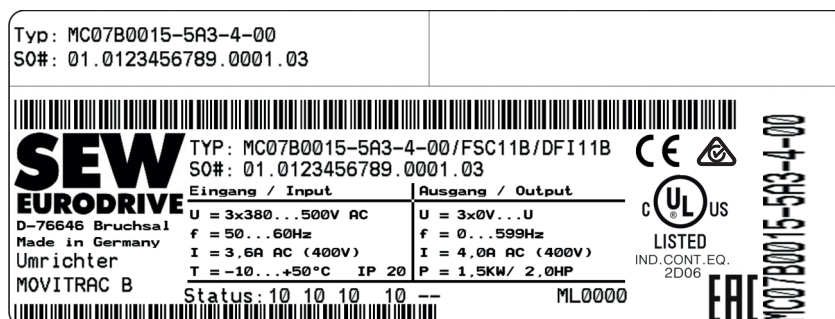 Typ: MC07B0015-5A3-4-00
SO#: 01.0123456789.0001.03
SEW
EURODRIVE
D-76646 Bruchsal
Made in Germany
Umrichter
MOVITRAC B
TYP: MC07B0015-5A3-4-00/FSC11B/DFI11B
SO#: 01.0123456789.0001.03
Eingang / Input
U = 3x380...500V AC
f = 50...60Hz
I = 3,6A AC (400V)
T = -10...+50°C IP 20
Ausgang / Output
U = 3x0V...U
f = 0...599Hz
I = 4,0A AC (400V)
P = 1,5KW/ 2,0HP
Status: 10 10 10 10 -- ML0000
CE
C UL ® US
LISTED
IND.CONT.EQ.
2D06
EAC
MC07B0015-5A3-4-00